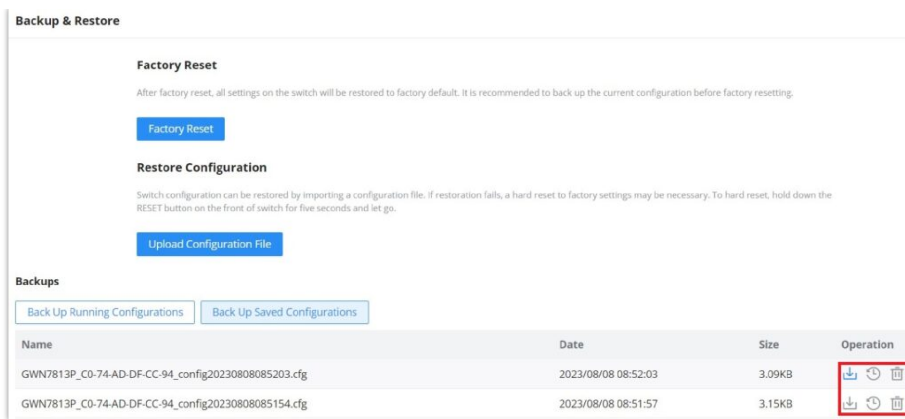 Backup & Restore
Factory Reset
After factory reset, all settings on the switch will be restored to factory default. It is recommended to back up the current configuration before factory resetting.
Factory Reset
Restore Configuration
Switch configuration can be restored by importing a configuration file. If restoration fails, a hard reset to factory settings may be necessary. To hard reset, hold down the
RESET button on the front of switch for five seconds and let go.
Upload Configuration File
Backups
Back Up Running Configurations Back Up Saved Configurations
Name Date Size Operation
GWN7813P_C0-74-AD-DF-CC-94_config20230808085203.cfg 2023/08/08 08:52:03 3.09KB
GWN7813P_C0-74-AD-DF-CC-94_config20230808085154.cfg 2023/08/08 08:51:57 3.15KB